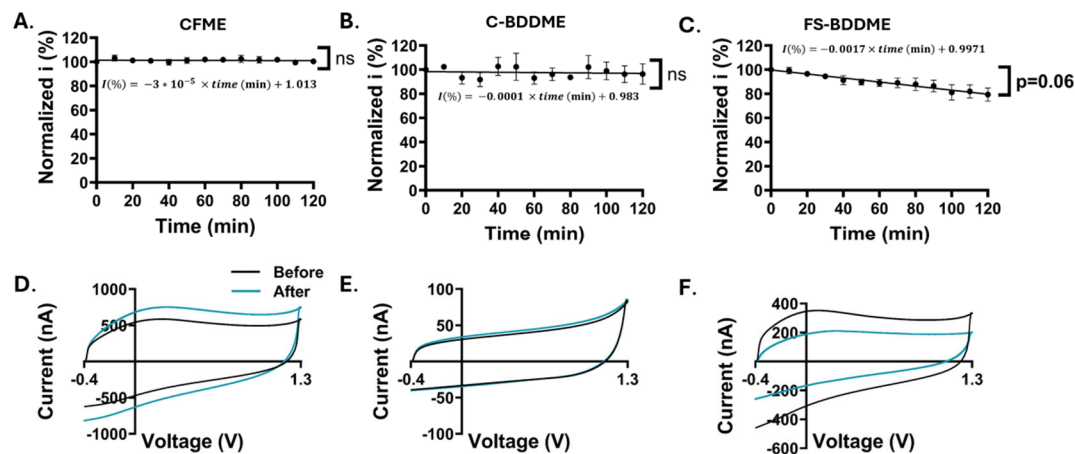 A.
CFME
Normalized i (%)
120
100
80
60
40
20
0
ns
I(%) = −3 * 10⁻⁵ × time (min) + 1.013
0 20 40 60 80 100 120
Time (min)
B.
C-BDDME
Normalized i (%)
120
100
80
60
40
20
0
ns
I(%) = −0.0001 × time (min) + 0.983
0 20 40 60 80 100 120
Time (min)
C.
FS-BDDME
Normalized i (%)
120
100
80
60
40
20
0
I(%) = −0.0017 × time (min) + 0.9971
p=0.06
0 20 40 60 80 100 120
Time (min)
D.
Before
After
Current (nA)
1000
500
-0.4
1.3
-500
-1000
Voltage (V)
E.
Current (nA)
100
50
-0.4
1.3
-50
-100
Voltage (V)
F.
Current (nA)
400
200
-0.4
1.3
-200
-400
-600
Voltage (V)